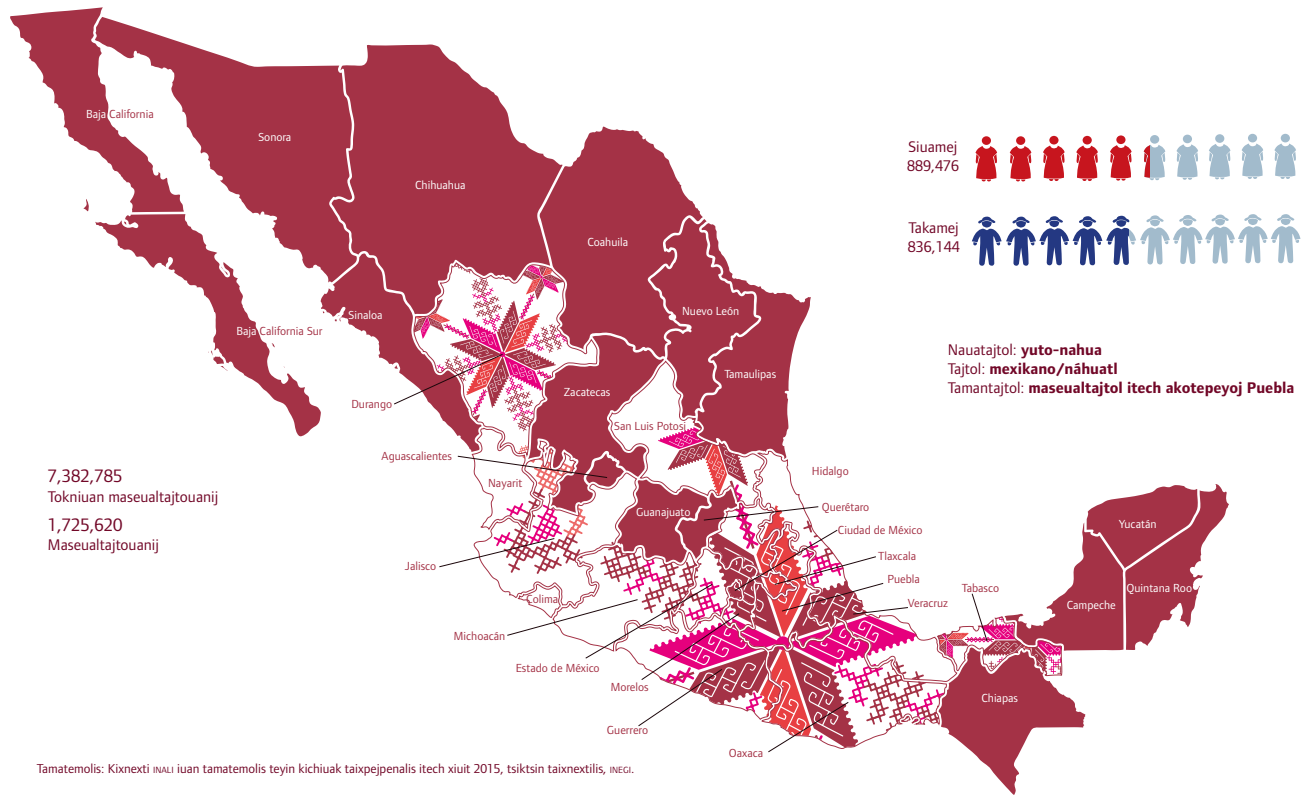 Baja California
Sonora
Chihuahua
Coahuila
Sinaloa
Baja California Sur
Nuevo León
Durango
Zacatecas
Tamaulipas
San Luis Potosí
Aguascalientes
Nayarit
Hidalgo
Guanajuato
Querétaro
Ciudad de México
Jalisco
Tlaxcala
Puebla
Colima
Veracruz
Michoacán
Estado de México
Morelos
Guerrero
Oaxaca
Tabasco
Yucatán
Campeche
Quintana Roo
Chiapas
Siuamej
889,476
Takamej
836,144
Nauatajtol: yuto-nahua
Tajtol: mexikano/náhuatl
Tamantajtol: maseualtajtol itech akotepeyoj Puebla
7,382,785
Tokniuan maseualtajtouanij
1,725,620
Maseualtajtouanij
Tamatemolis: Kixnexti INALI iuan tamatemolis teyin kichiuak taixpejpenalis itech xiuit 2015, tsiktsin taixnextilis, INEGI.